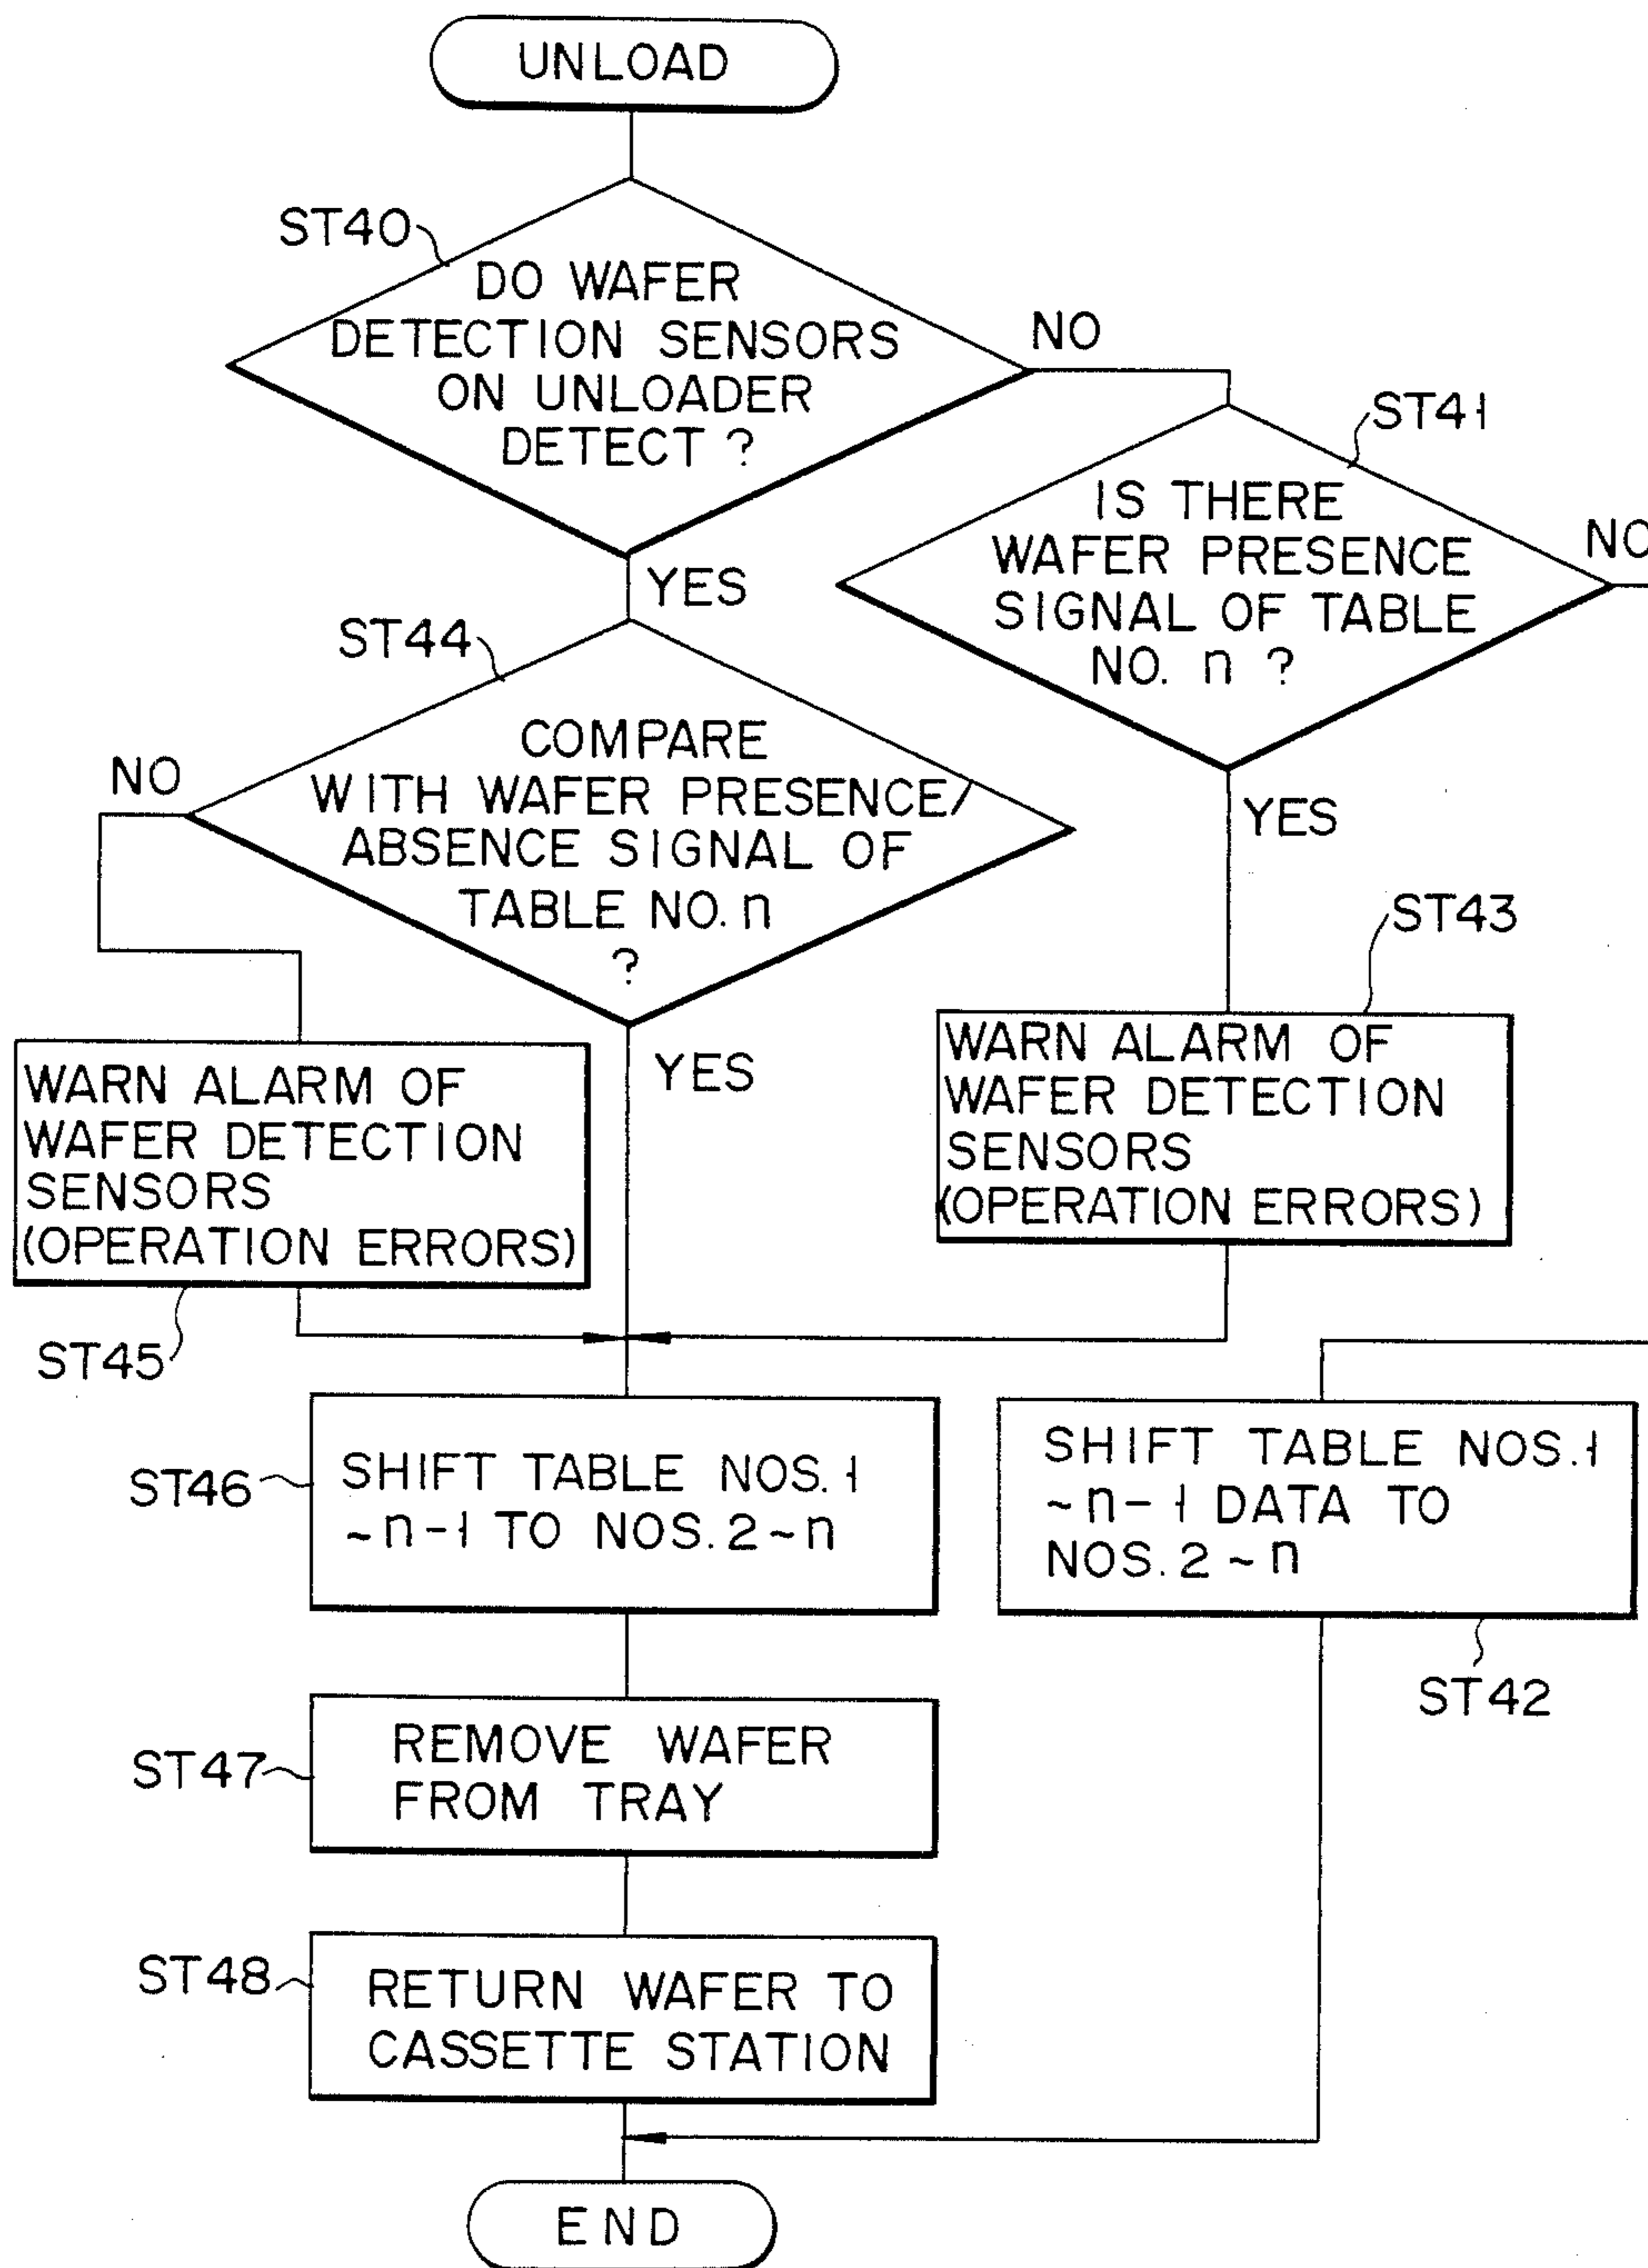 UNLOAD
ST40
DO WAFER
DETECTION SENSORS
ON UNLOADER
DETECT ?
NO
YES
ST41
IS THERE
WAFER PRESENCE
SIGNAL OF TABLE
NO. n ?
NO
YES
ST44
COMPARE
WITH WAFER PRESENCE/
ABSENCE SIGNAL OF
TABLE NO. n
?
NO
YES
ST43
WARN ALARM OF
WAFER DETECTION
SENSORS
(OPERATION ERRORS)
WARN ALARM OF
WAFER DETECTION
SENSORS
(OPERATION ERRORS)
ST45
ST46
SHIFT TABLE NOS. 1
~n-1 TO NOS. 2~n
SHIFT TABLE NOS. 1
~n-1 DATA TO
NOS. 2~n
ST42
ST47
REMOVE WAFER
FROM TRAY
ST48
RETURN WAFER TO
CASSETTE STATION
END